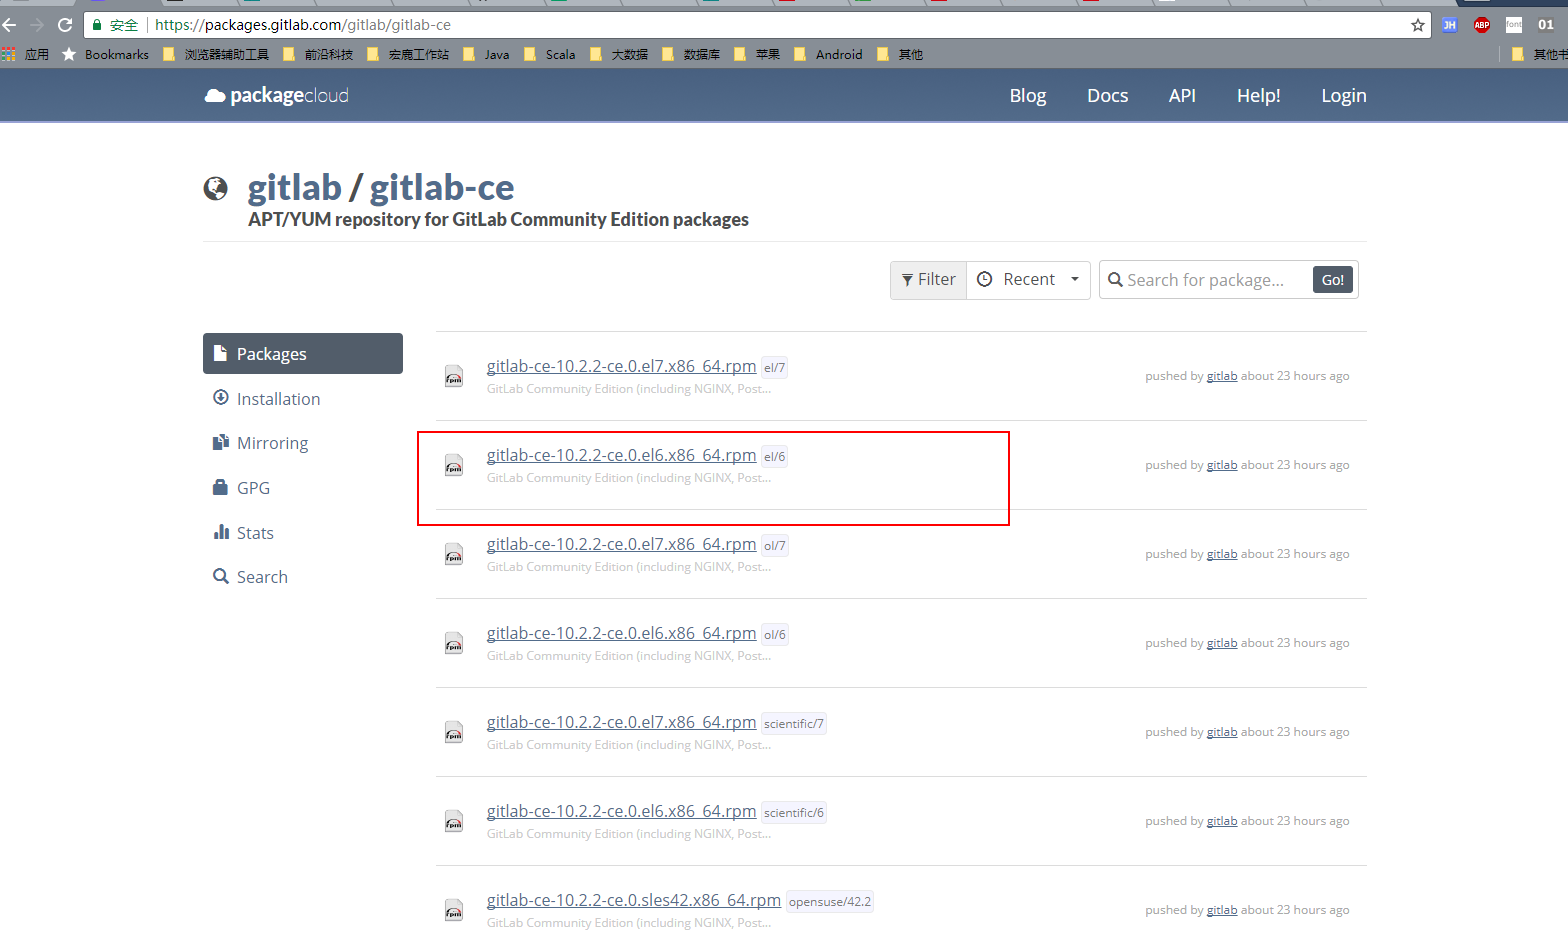 安全 https://packages.gitlab.com/gitlab/gitlab-ce JH ABP font 01
应用 Bookmarks 浏览器辅助工具 前沿科技 宏鹿工作站 Java Scala 大数据 数据库 苹果 Android 其他 其他书
packagecloud Blog Docs API Help! Login
gitlab / gitlab-ce
APT/YUM repository for GitLab Community Edition packages
Filter Recent Search for package... Go!
Packages
Installation
Mirroring
GPG
Stats
Search
gitlab-ce-10.2.2-ce.0.el7.x86_64.rpm el/7
GitLab Community Edition (including NGINX, Post...
pushed by gitlab about 23 hours ago
gitlab-ce-10.2.2-ce.0.el6.x86_64.rpm el/6
GitLab Community Edition (including NGINX, Post...
pushed by gitlab about 23 hours ago
gitlab-ce-10.2.2-ce.0.el7.x86_64.rpm ol/7
GitLab Community Edition (including NGINX, Post...
pushed by gitlab about 23 hours ago
gitlab-ce-10.2.2-ce.0.el6.x86_64.rpm ol/6
GitLab Community Edition (including NGINX, Post...
pushed by gitlab about 23 hours ago
gitlab-ce-10.2.2-ce.0.el7.x86_64.rpm scientific/7
GitLab Community Edition (including NGINX, Post...
pushed by gitlab about 23 hours ago
gitlab-ce-10.2.2-ce.0.el6.x86_64.rpm scientific/6
GitLab Community Edition (including NGINX, Post...
pushed by gitlab about 23 hours ago
gitlab-ce-10.2.2-ce.0.sles42.x86_64.rpm opensuse/42.2
GitLab Community Edition (including NGINX, Post...
pushed by gitlab about 23 hours ago
rpm
rpm
rpm
rpm
rpm
rpm
rpm